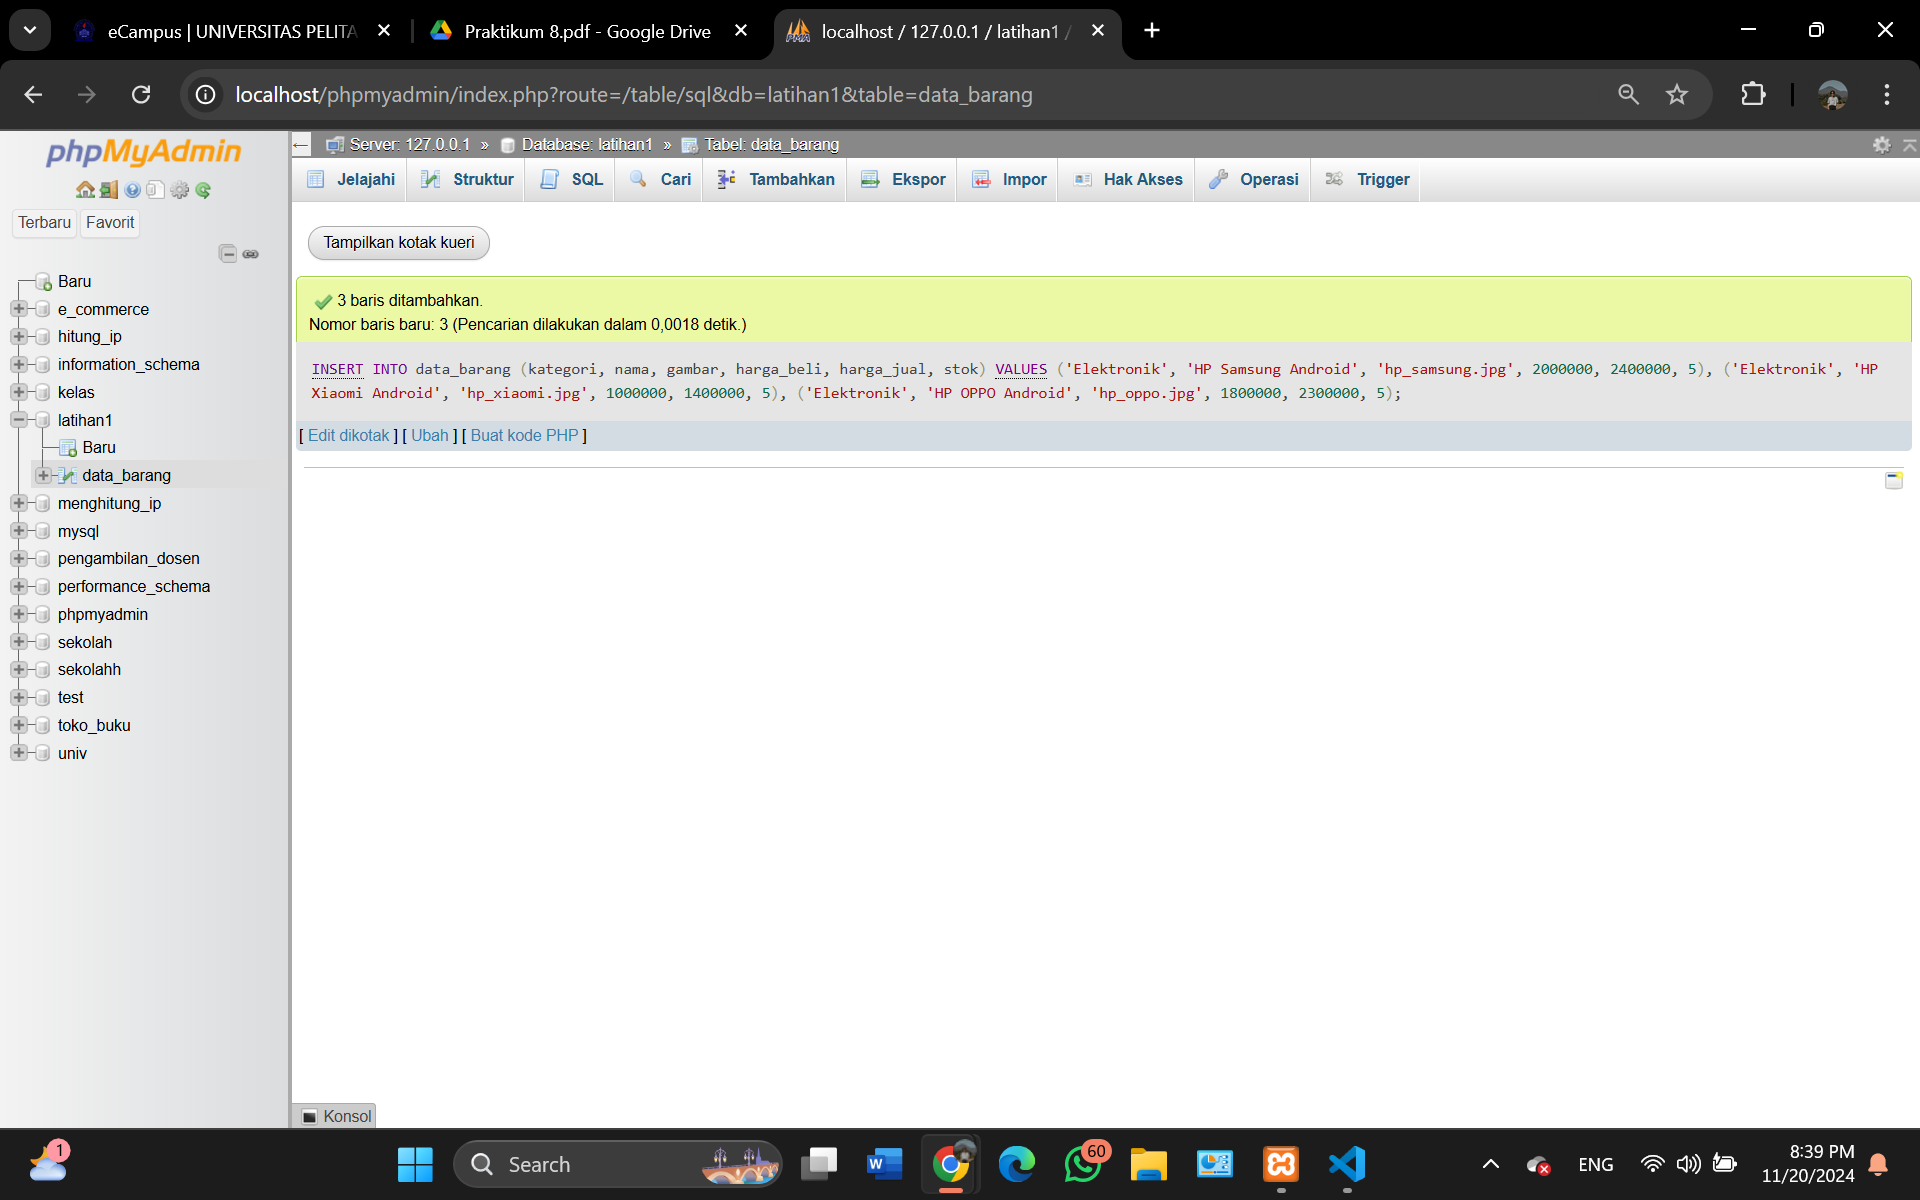 eCampus | UNIVERSITAS PELITA
Praktikum 8.pdf - Google Drive
localhost / 127.0.0.1 / latihan1 /
localhost/phpmyadmin/index.php?route=/table/sql&db=latihan1&table=data_barang
phpMyAdmin
Terbaru
Favorit
Baru
e_commerce
hitung_ip
information_schema
kelas
latihan1
Baru
data_barang
menghitung_ip
mysql
pengambilan_dosen
performance_schema
phpmyadmin
sekolah
sekolahh
test
toko_buku
univ
Server: 127.0.0.1 » Database: latihan1 » Tabel: data_barang
Jelajahi Struktur SQL Cari Tambahkan Ekspor Impor Hak Akses Operasi Trigger
Tampilkan kotak kueri
3 baris ditambahkan.
Nomor baris baru: 3 (Pencarian dilakukan dalam 0,0018 detik.)
INSERT INTO data_barang (kategori, nama, gambar, harga_beli, harga_jual, stok) VALUES ('Elektronik', 'HP Samsung Android', 'hp_samsung.jpg', 2000000, 2400000, 5), ('Elektronik', 'HP
Xiaomi Android', 'hp_xiaomi.jpg', 1000000, 1400000, 5), ('Elektronik', 'HP OPPO Android', 'hp_oppo.jpg', 1800000, 2300000, 5);
[ Edit dikotak ] [ Ubah ] [ Buat kode PHP ]
Konsol
1
Search
60
ENG
8:39 PM
11/20/2024